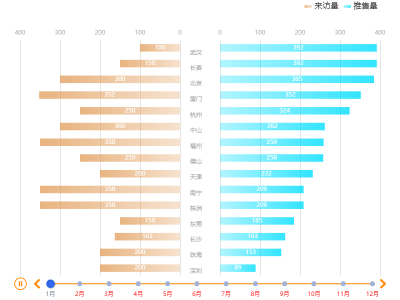 来访量 推售量
400 300 200 100 0 0 100 200 300 400
100 武汉 392
150 长春 392
300 北京 385
352 厦门 352
250 杭州 324
300 中山 262
350 福州 259
250 佛山 258
200 天津 232
350 南宁 209
350 株洲 209
150 东莞 185
163 长沙 163
200 珠海 153
200 深圳 89
1月 2月 3月 4月 5月 6月 7月 8月 9月 10月 11月 12月